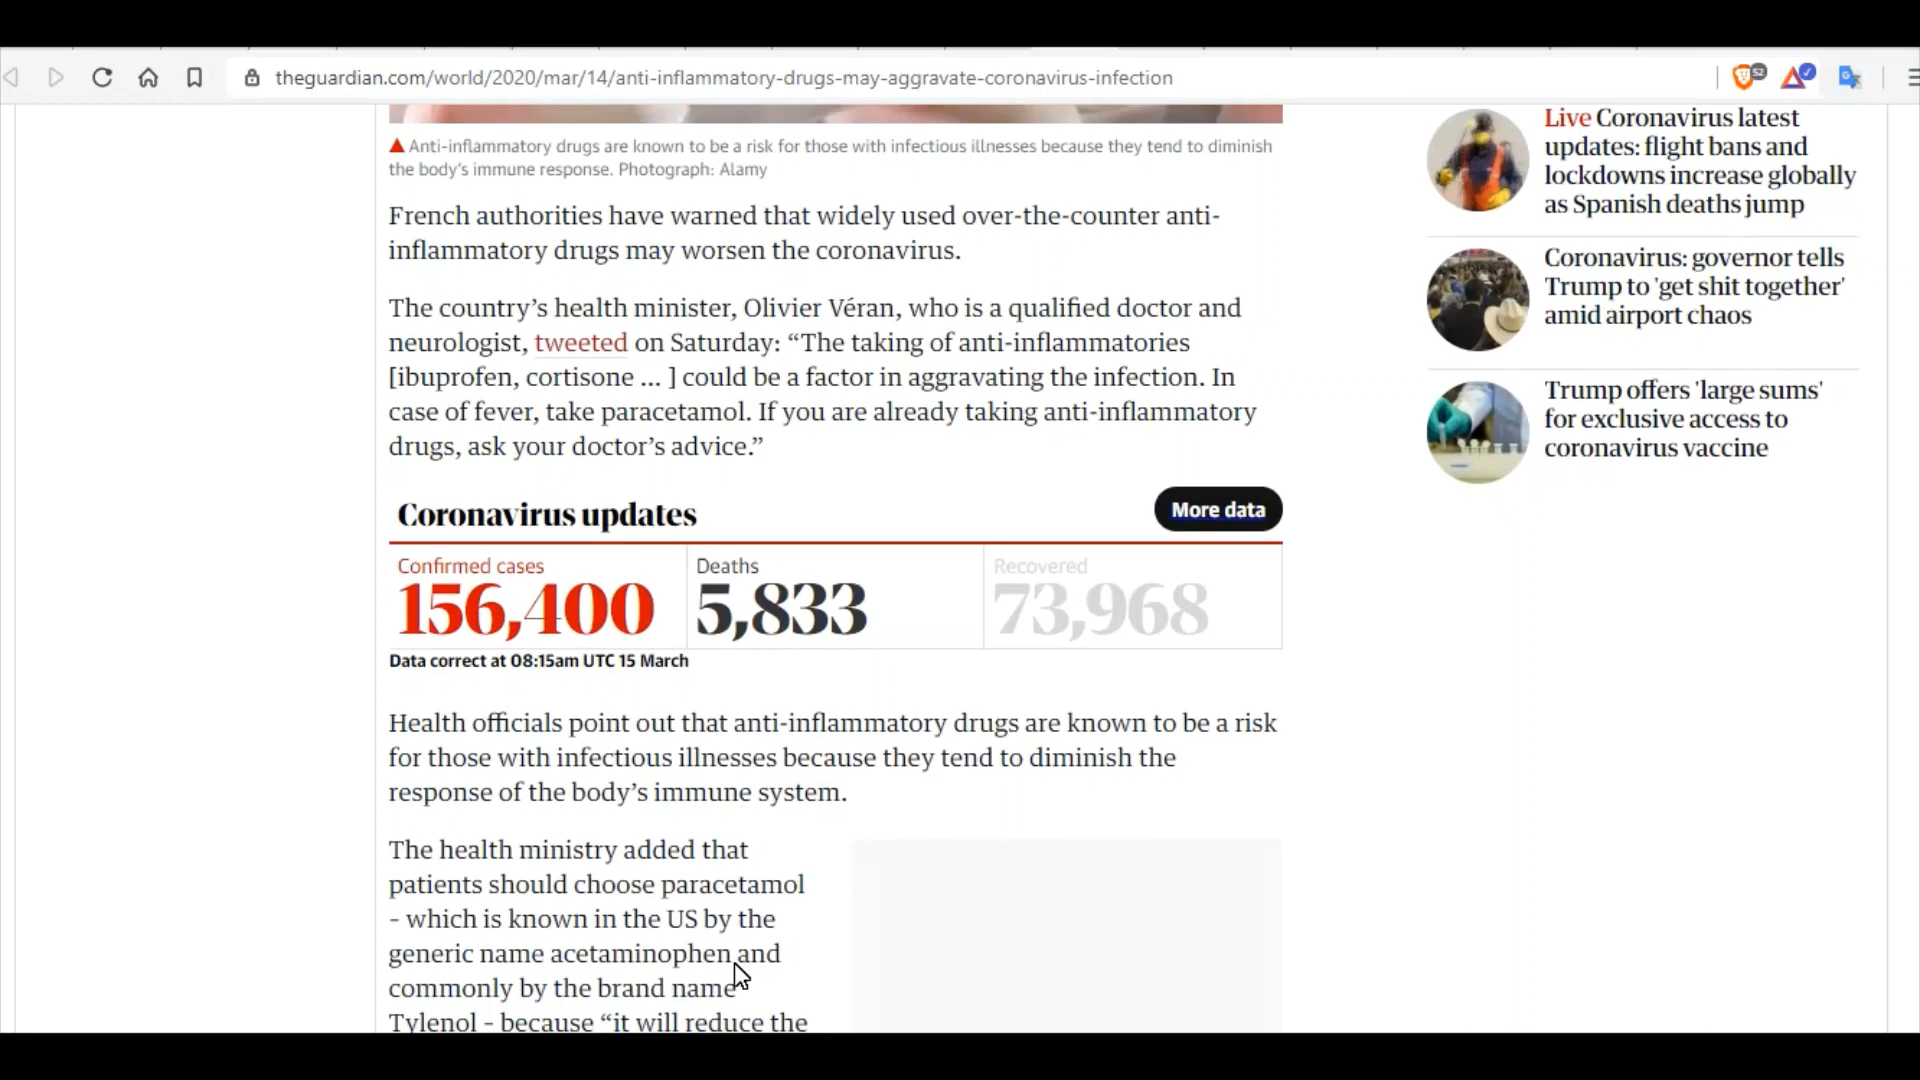 theguardian.com/world/2020/mar/14/anti-inflammatory-drugs-may-aggravate-coronavirus-infection
52
Anti-inflammatory drugs are known to be a risk for those with infectious illnesses because they tend to diminish
the body’s immune response. Photograph: Alamy
French authorities have warned that widely used over-the-counter anti-
inflammatory drugs may worsen the coronavirus.
The country’s health minister, Olivier Véran, who is a qualified doctor and
neurologist, tweeted on Saturday: “The taking of anti-inflammatories
[ibuprofen, cortisone ... ] could be a factor in aggravating the infection. In
case of fever, take paracetamol. If you are already taking anti-inflammatory
drugs, ask your doctor’s advice.”
Coronavirus updates
More data
Confirmed cases
156,400
Deaths
5,833
Recovered
73,968
Data correct at 08:15am UTC 15 March
Health officials point out that anti-inflammatory drugs are known to be a risk
for those with infectious illnesses because they tend to diminish the
response of the body’s immune system.
The health ministry added that
patients should choose paracetamol
– which is known in the US by the
generic name acetaminophen and
commonly by the brand name
Tylenol – because “it will reduce the
Live Coronavirus latest
updates: flight bans and
lockdowns increase globally
as Spanish deaths jump
Coronavirus: governor tells
Trump to 'get shit together'
amid airport chaos
Trump offers 'large sums'
for exclusive access to
coronavirus vaccine